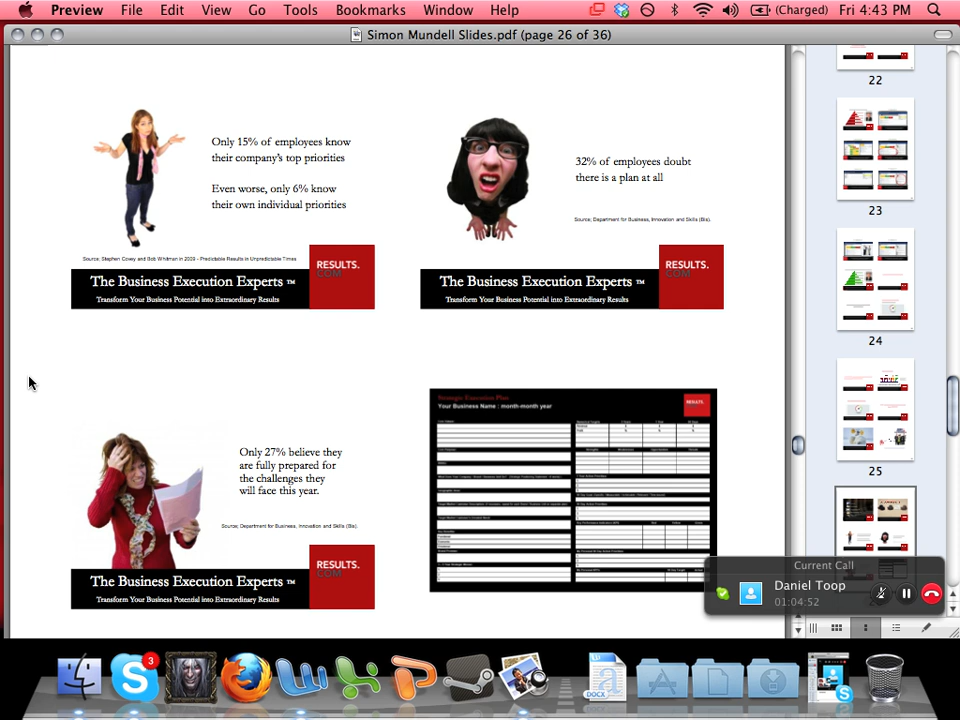 Preview File Edit View Go Tools Bookmarks Window Help (Charged) Fri 4:43 PM
Simon Mundell Slides.pdf (page 26 of 36)
Only 15% of employees know
their company's top priorities
Even worse, only 6% know
their own individual priorities
Source: Stephen Covey and Bob Whitman in 2009 - Predictable Results in Unpredictable Times
RESULTS.
COM
The Business Execution Experts ™
Transform Your Business Potential into Extraordinary Results
32% of employees doubt
there is a plan at all
Source; Department for Business, Innovation and Skills (Bis).
RESULTS.
COM
The Business Execution Experts ™
Transform Your Business Potential into Extraordinary Results
Only 27% believe they
are fully prepared for
the challenges they
will face this year.
Source; Department for Business, Innovation and Skills (Bis).
RESULTS.
COM
The Business Execution Experts ™
Transform Your Business Potential into Extraordinary Results
Strategic Execution Plan
Your Business Name : month-month year
RESULTS.
22
23
24
25
Current Call
Daniel Toop
01:04:52
3
DOCX